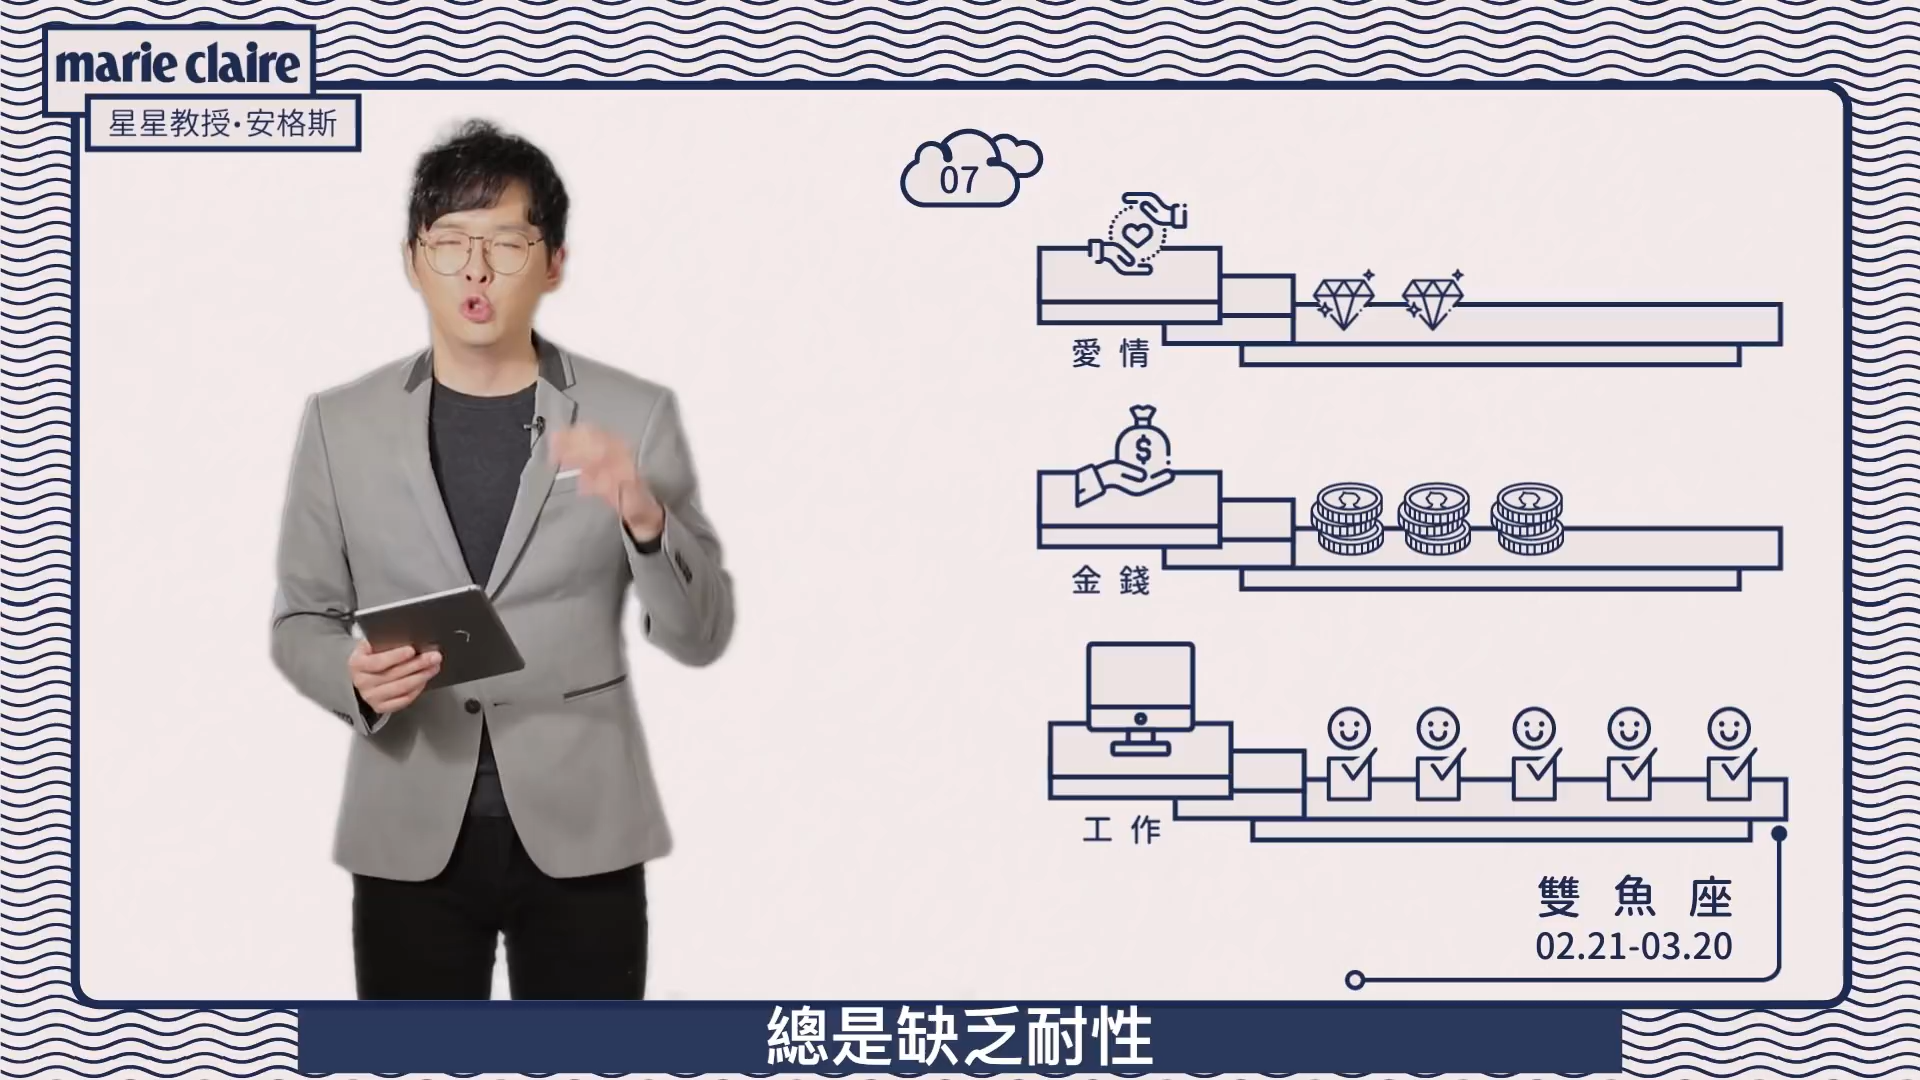 marie claire
星星教授·安格斯
07
愛情
$
金錢
工作
雙魚座
02.21-03.20
總是缺乏耐性